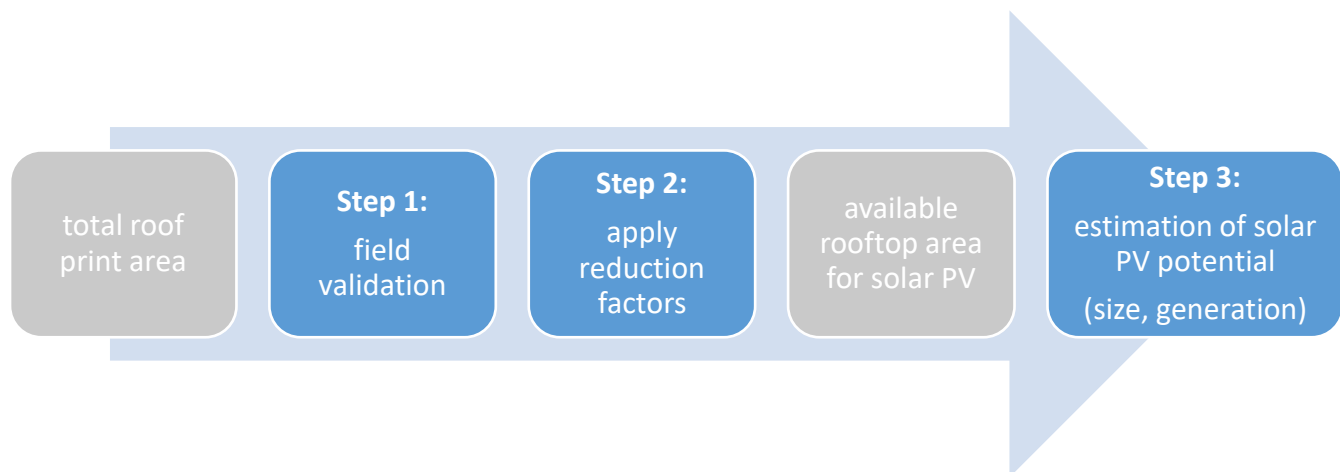 total roof
print area
Step 1:
field
validation
Step 2:
apply
reduction
factors
available
rooftop area
for solar PV
Step 3:
estimation of solar
PV potential
(size, generation)